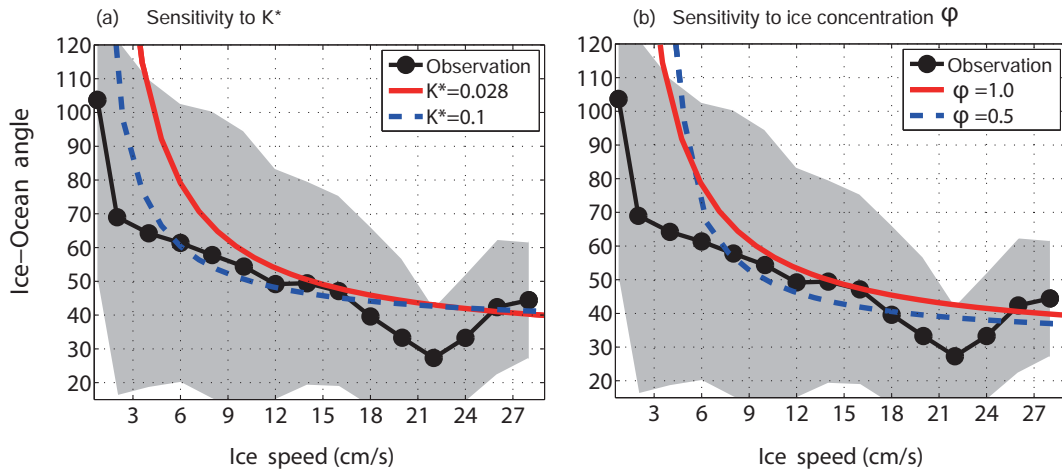 (a) Sensitivity to K*
120
110
100
90
80
70
60
50
40
30
20
Ice–Ocean angle
3 6 9 12 15 18 21 24 27
Ice speed (cm/s)
Observation
K*=0.028
K*=0.1
(b) Sensitivity to ice concentration φ
120
110
100
90
80
70
60
50
40
30
20
3 6 9 12 15 18 21 24 27
Ice speed (cm/s)
Observation
φ =1.0
φ =0.5